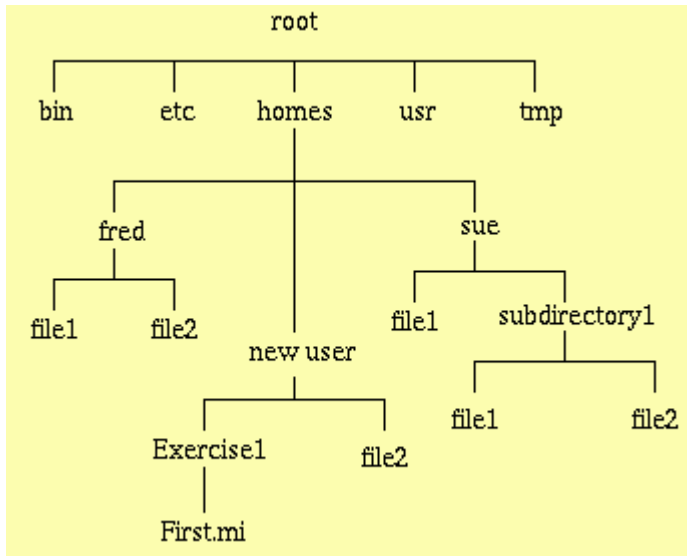 root
bin etc homes usr tmp
fred sue
file1 file2 file1 subdirectory1
new user
file1 file2
Exercise1 file2
First.mi